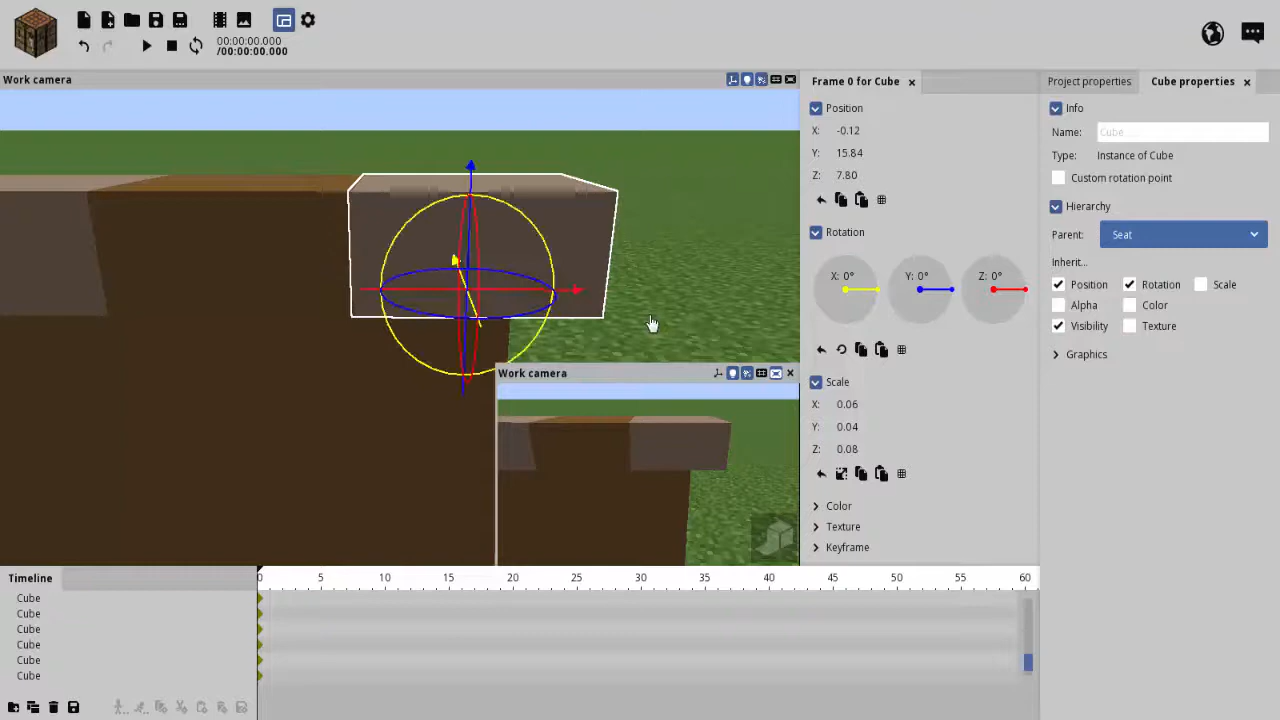 00:00:00.000
/00:00:00.000
Work camera
Frame 0 for Cube
Position
X: -0.12
Y: 15.84
Z: 7.80
Rotation
X: 0° Y: 0° Z: 0°
Scale
X: 0.06
Y: 0.04
Z: 0.08
Color
Texture
Keyframe
Project properties Cube properties
Info
Name: Cube
Type: Instance of Cube
Custom rotation point
Hierarchy
Parent: Seat
Inherit...
Position Rotation Scale
Alpha Color
Visibility Texture
Graphics
Work camera
Timeline
0 5 10 15 20 25 30 35 40 45 50 55 60
Cube
Cube
Cube
Cube
Cube
Cube